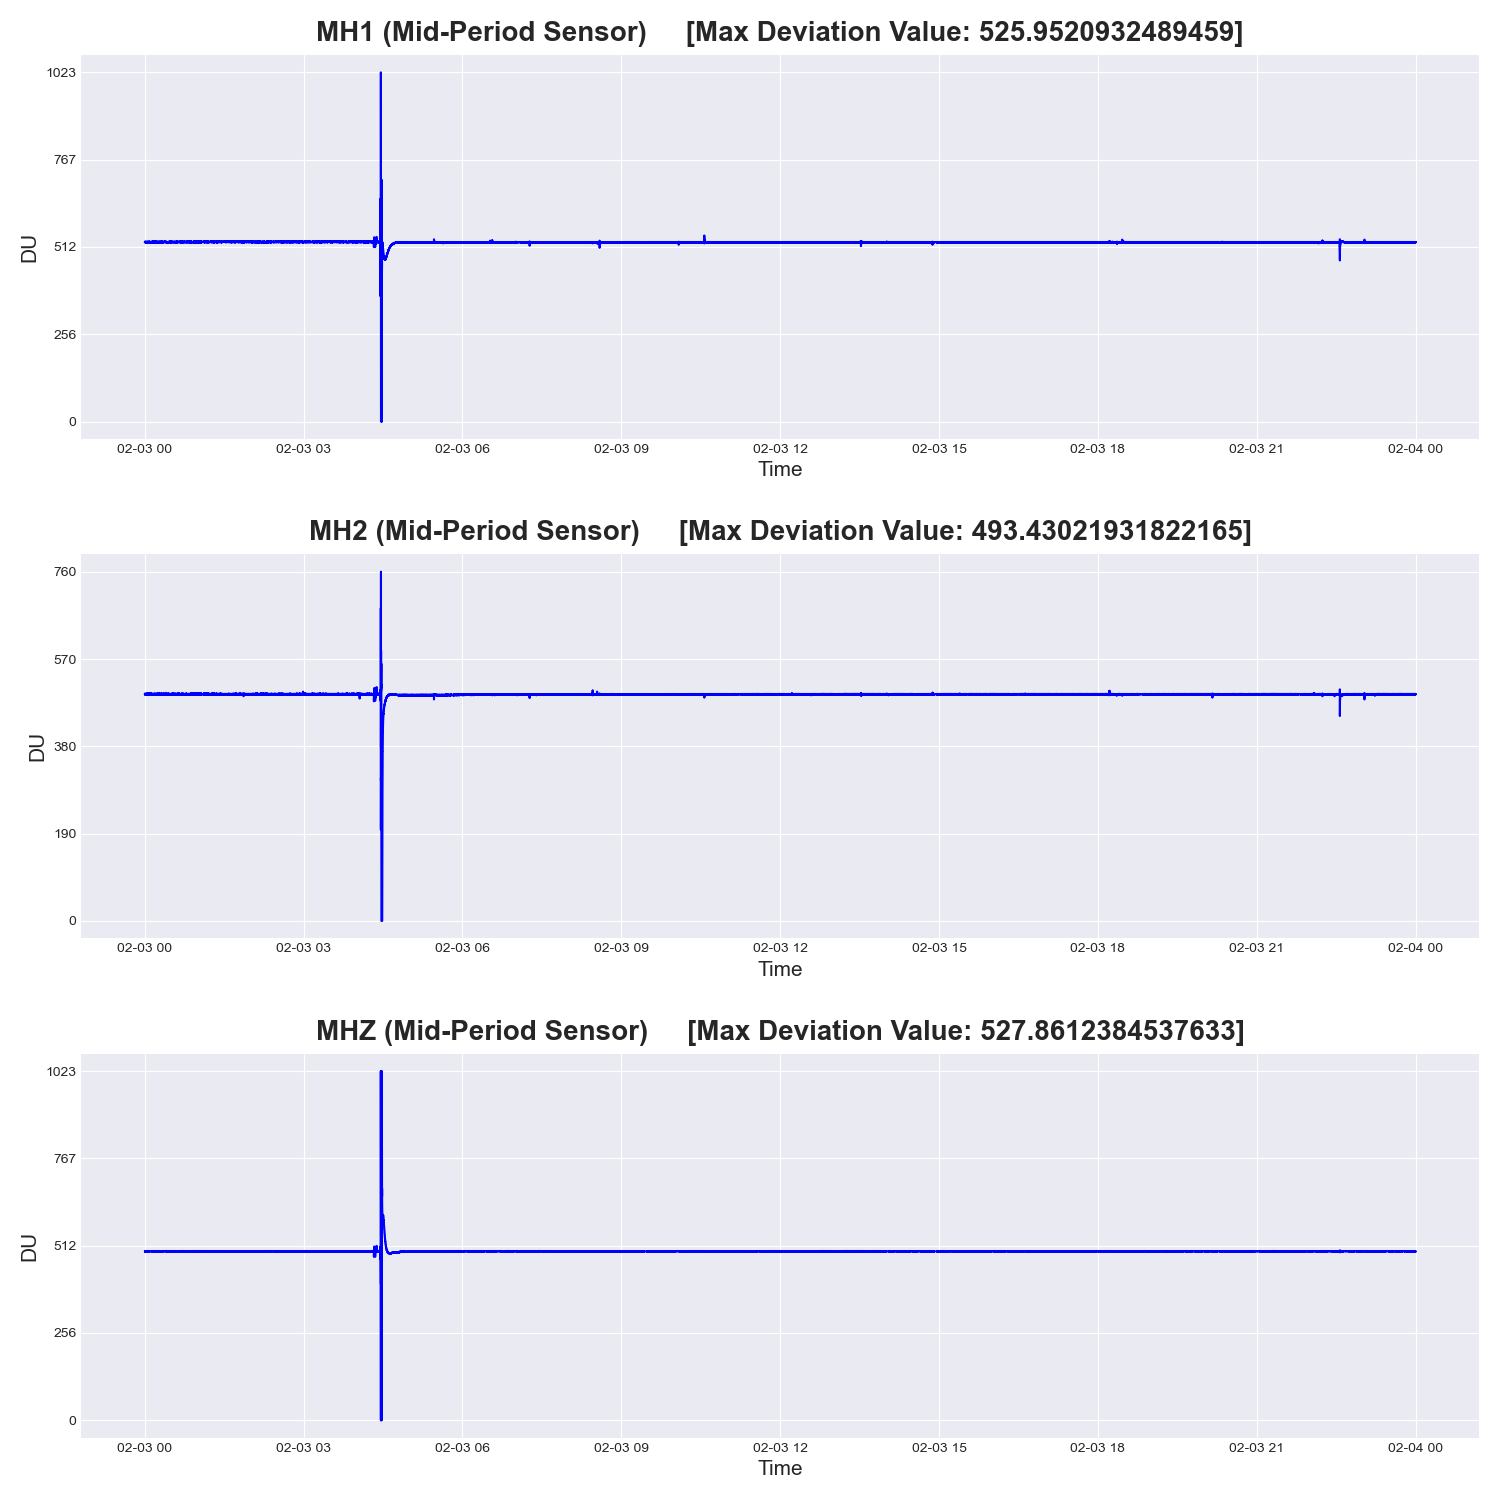 MH1 (Mid-Period Sensor) [Max Deviation Value: 525.9520932489459]
1023
767
512
256
0
DU
02-03 00 02-03 03 02-03 06 02-03 09 02-03 12 02-03 15 02-03 18 02-03 21 02-04 00
Time
MH2 (Mid-Period Sensor) [Max Deviation Value: 493.43021931822165]
760
570
380
190
0
DU
02-03 00 02-03 03 02-03 06 02-03 09 02-03 12 02-03 15 02-03 18 02-03 21 02-04 00
Time
MHZ (Mid-Period Sensor) [Max Deviation Value: 527.8612384537633]
1023
767
512
256
0
DU
02-03 00 02-03 03 02-03 06 02-03 09 02-03 12 02-03 15 02-03 18 02-03 21 02-04 00
Time